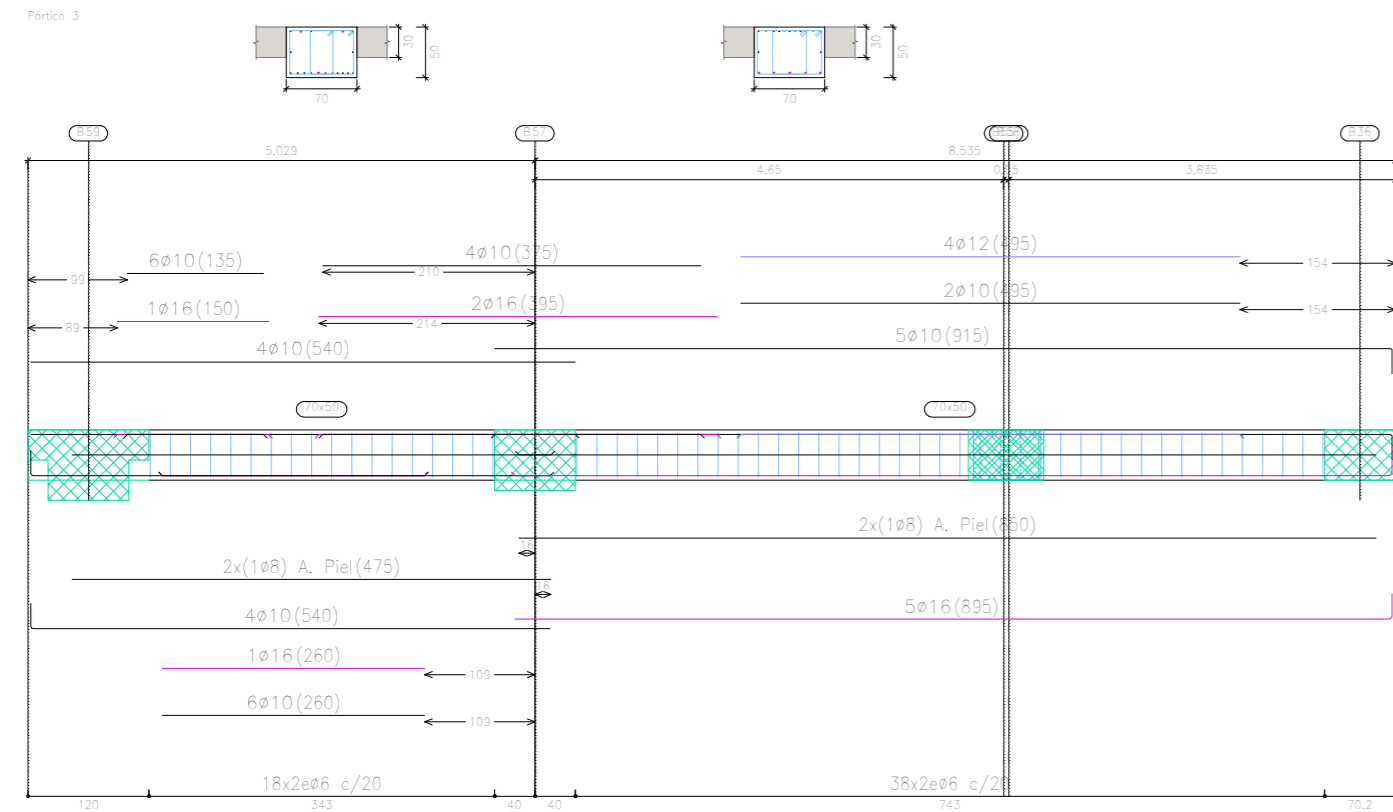 Pórtico 3
30
50
70
30
50
70
B59
B57
B36
5.029
8.535
4.65
3.835
6ø10(135)
4ø10(375)
4ø12(495)
99
210
154
1ø16(150)
2ø16(395)
2ø10(495)
89
214
154
4ø10(540)
5ø10(915)
70x50
70x50
2x(1ø8) A. Piel(850)
16
2x(1ø8) A. Piel(475)
16
4ø10(540)
5ø16(895)
1ø16(260)
109
6ø10(260)
109
18x2eø6 c/20
38x2eø6 c/20
120
343
40
40
743
70.2